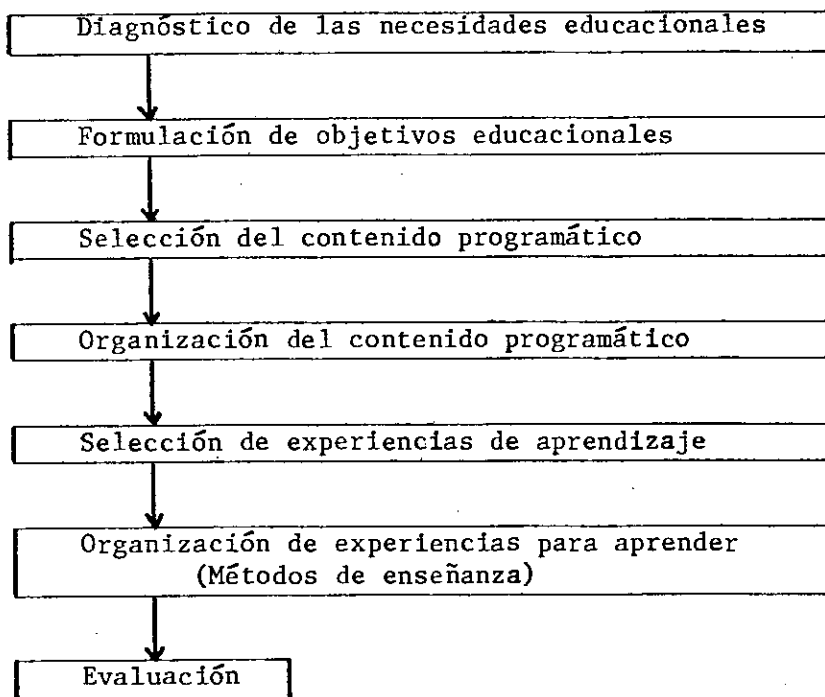 Diagnóstico de las necesidades educacionales
Formulación de objetivos educacionales
Selección del contenido programático
Organización del contenido programático
Selección de experiencias de aprendizaje
Organización de experiencias para aprender
(Métodos de enseñanza)
Evaluación